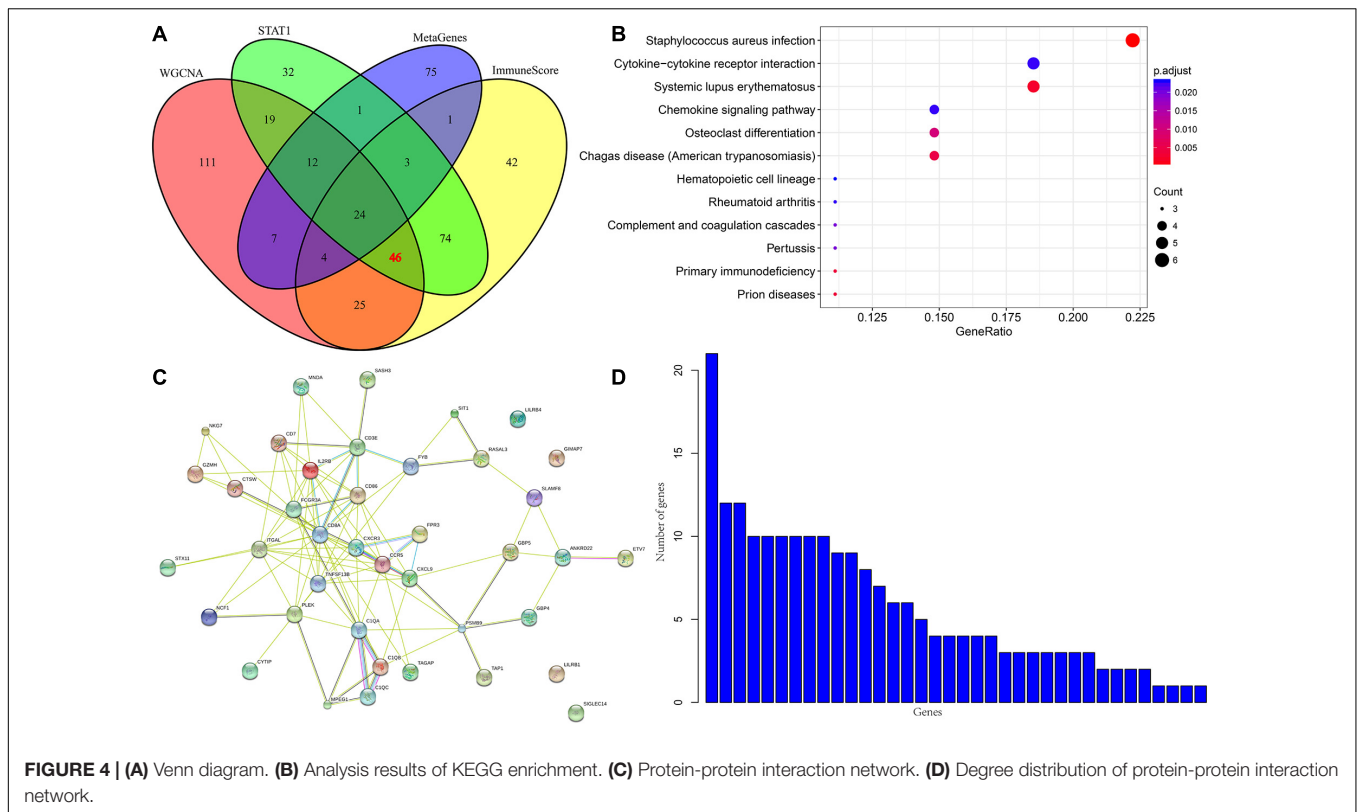 A
WGCNA
STAT1
MetaGenes
ImmuneScore
32
75
19
1
1
111
12
3
42
24
7
74
4
46
25
B
Staphylococcus aureus infection
Cytokine−cytokine receptor interaction
Systemic lupus erythematosus
Chemokine signaling pathway
Osteoclast differentiation
Chagas disease (American trypanosomiasis)
Hematopoietic cell lineage
Rheumatoid arthritis
Complement and coagulation cascades
Pertussis
Primary immunodeficiency
Prion diseases
0.125
0.150
0.175
0.200
0.225
GeneRatio
p.adjust
0.020
0.015
0.010
0.005
Count
3
4
5
6
C
MNDA
SASH3
SIT1
LILRB4
NKG7
CD7
CD3E
FYB
RASAL3
GIMAP7
GZMH
CTSW
IL2RB
CD86
SLAMF8
FCGR3A
CD8A
CXCR3
FPR3
ITGAL
CCR5
GBP5
ANKRD22
ETV7
STX11
TNFSF13B
CXCL9
NCF1
PLEK
C1QA
PSMB9
GBP4
CYTIP
C1QB
TAGAP
TAP1
LILRB1
MPEG1
C1QC
SIGLEC14
D
Number of genes
0
5
10
15
20
Genes
FIGURE 4 | (A) Venn diagram. (B) Analysis results of KEGG enrichment. (C) Protein-protein interaction network. (D) Degree distribution of protein-protein interaction
network.